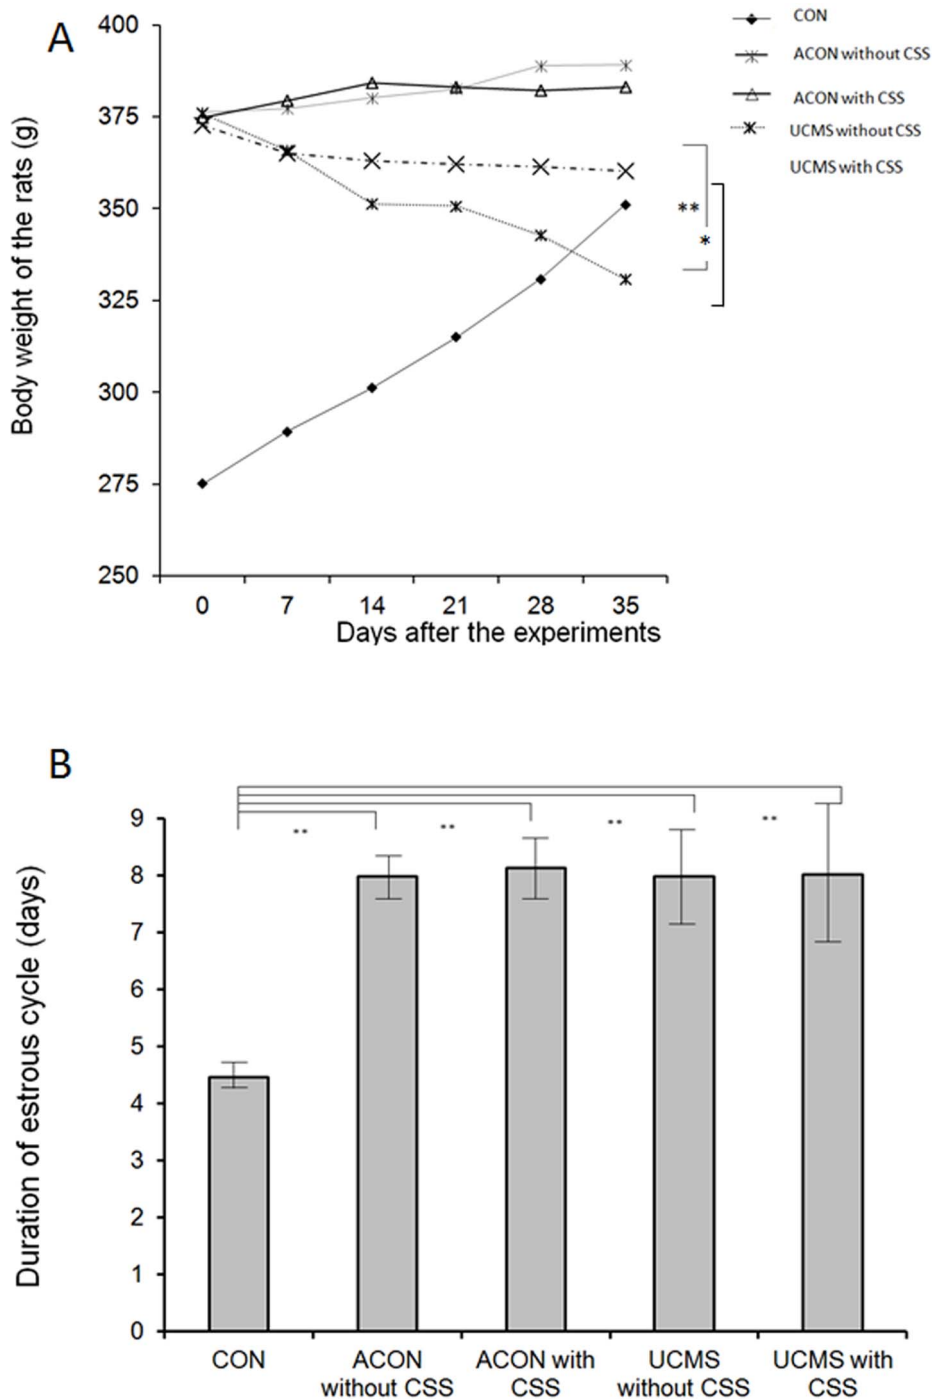 A
Body weight of the rats (g)
400
375
350
325
300
275
250
0 7 14 21 28 35
Days after the experiments
CON
ACON without CSS
ACON with CSS
UCMS without CSS
UCMS with CSS
**
*
B
Duration of estrous cycle (days)
9
8
7
6
5
4
3
2
1
0
** ** ** **
CON
ACON
without CSS
ACON with
CSS
UCMS
without CSS
UCMS with
CSS